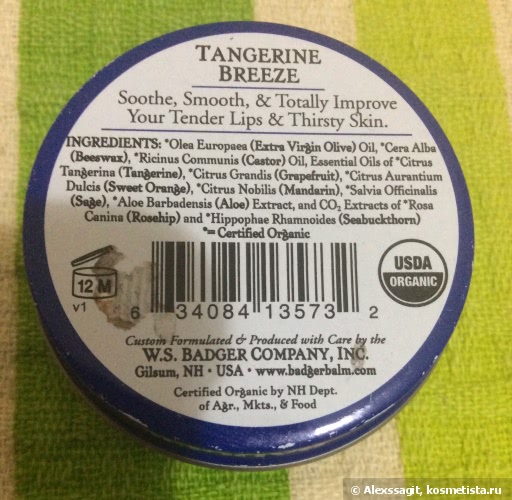 TANGERINE
BREEZE
Soothe, Smooth, & Totally Improve
Your Tender Lips & Thirsty Skin.
INGREDIENTS: *Olea Europaea (Extra Virgin Olive) Oil, *Cera Alba
(Beeswax), *Ricinus Communis (Castor) Oil, Essential Oils of *Citrus
Tangerina (Tangerine), *Citrus Grandis (Grapefruit), *Citrus Aurantium
Dulcis (Sweet Orange), *Citrus Nobilis (Mandarin), *Salvia Officinalis
(Sage), *Aloe Barbadensis (Aloe) Extract, and CO₂ Extracts of *Rosa
Canina (Rosehip) and *Hippophae Rhamnoides (Seabuckthorn)
*= Certified Organic
12 M
v1
USDA
ORGANIC
6 34084 13573 2
Custom Formulated & Produced with Care by the
W.S. BADGER COMPANY, INC.
Gilsum, NH • USA • www.badgerbalm.com
Certified Organic by NH Dept.
of Agr., Mkts., & Food
© Alexssagit, kosmetista.ru